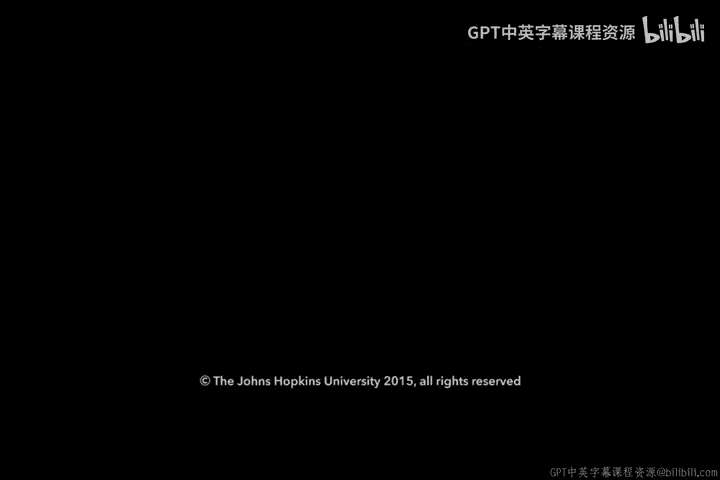 GPT中英字幕课程资源 bilibili
© The Johns Hopkins University 2015, all rights reserved
GPT中英字幕课程资源@bilibili.com